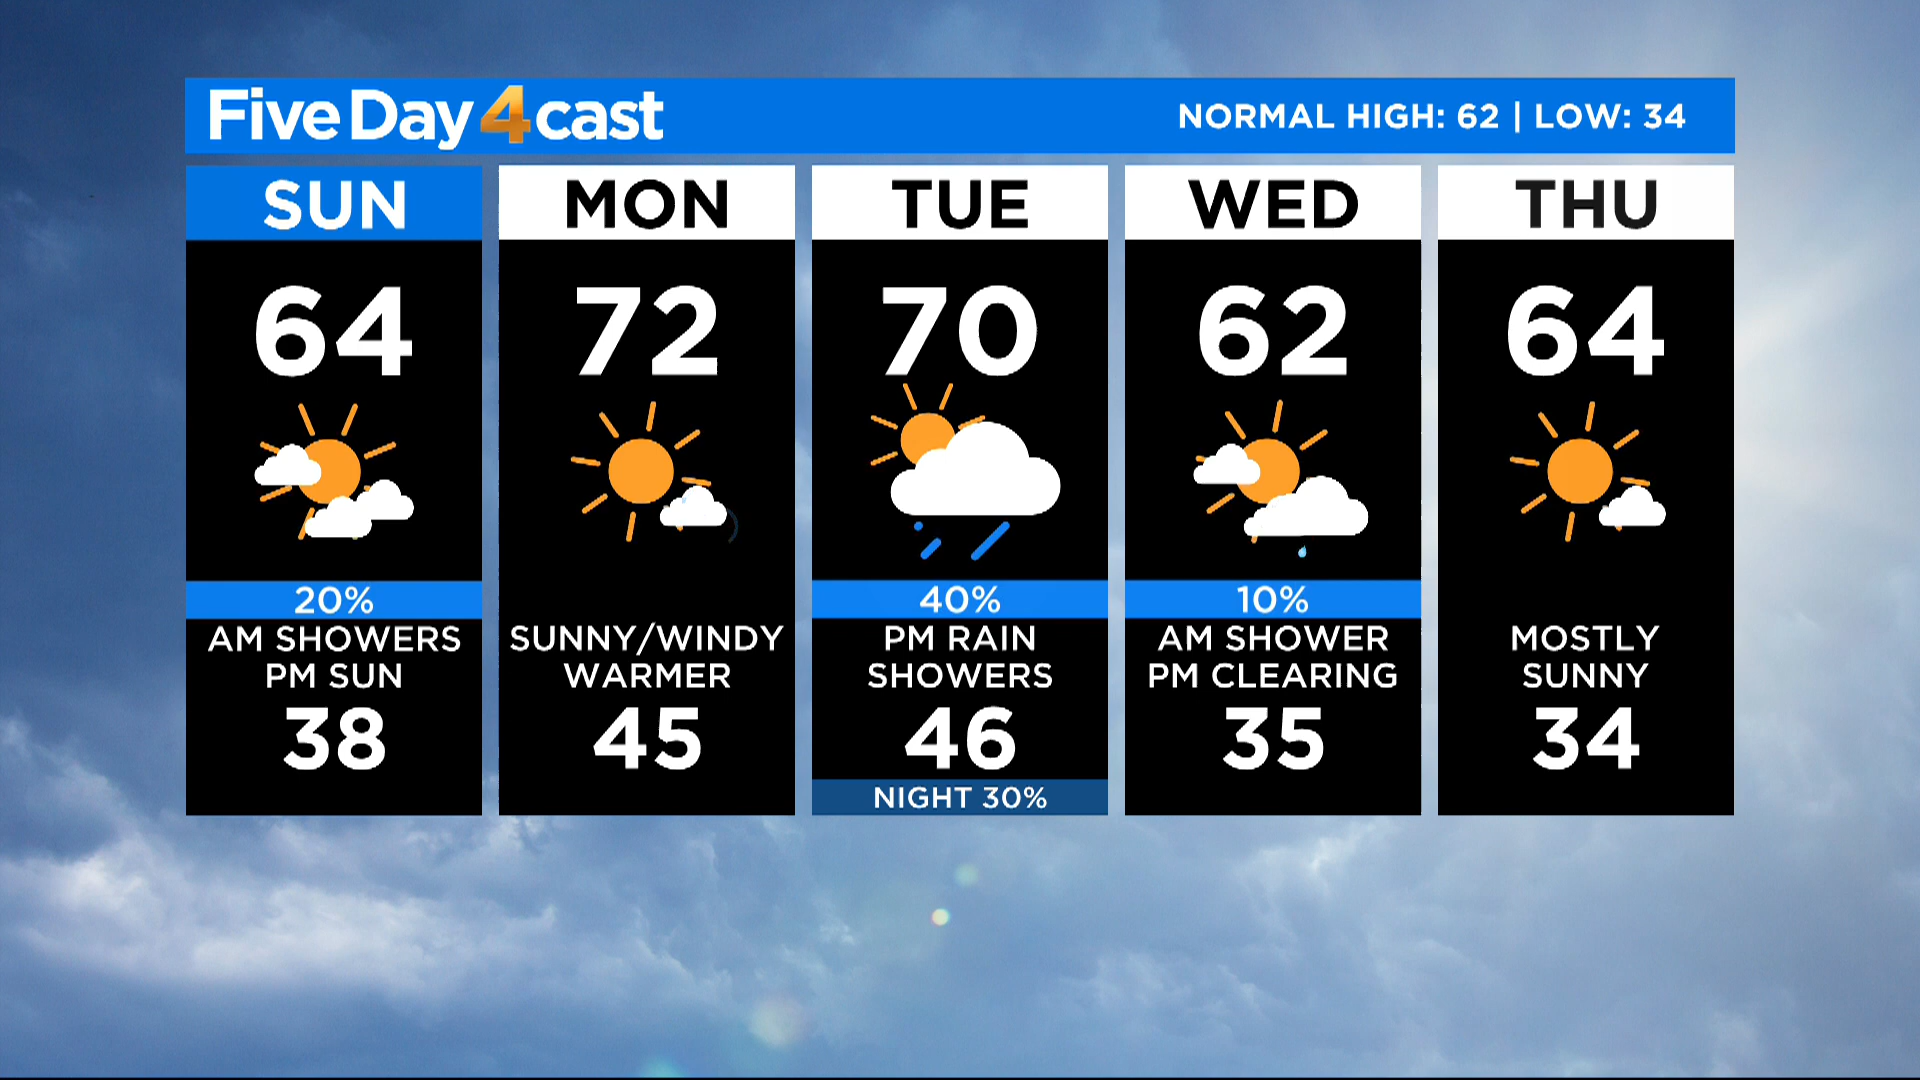 Five Day 4cast
NORMAL HIGH: 62 | LOW: 34
SUN
64
20%
AM SHOWERS
PM SUN
38
MON
72
SUNNY/WINDY
WARMER
45
TUE
70
40%
PM RAIN
SHOWERS
46
NIGHT 30%
WED
62
10%
AM SHOWER
PM CLEARING
35
THU
64
MOSTLY
SUNNY
34